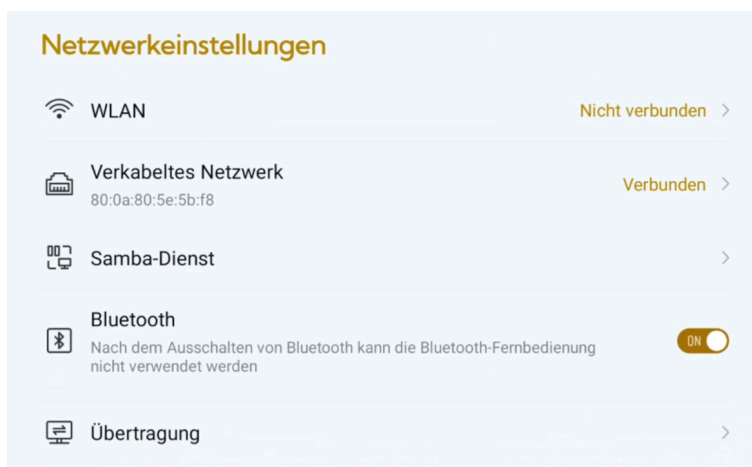 Netzwerkeinstellungen
WLAN
Nicht verbunden
Verkabeltes Netzwerk
80:0a:80:5e:5b:f8
Verbunden
Samba-Dienst
Bluetooth
Nach dem Ausschalten von Bluetooth kann die Bluetooth-Fernbedienung
nicht verwendet werden
ON
Übertragung